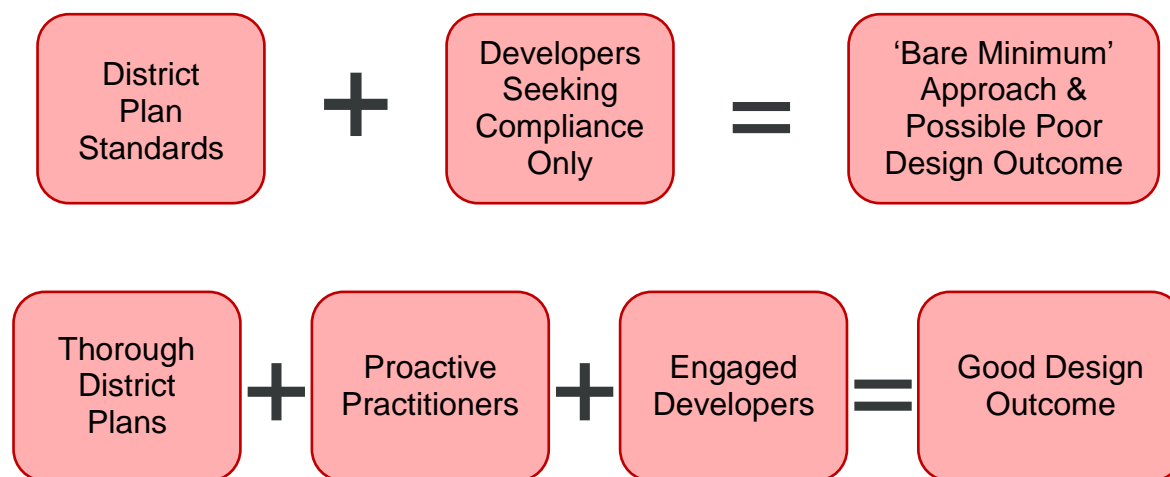 District
Plan
Standards
+
Developers
Seeking
Compliance
Only
=
‘Bare Minimum’
Approach &
Possible Poor
Design Outcome
Thorough
District
Plans
+
Proactive
Practitioners
+
Engaged
Developers
=
Good Design
Outcome